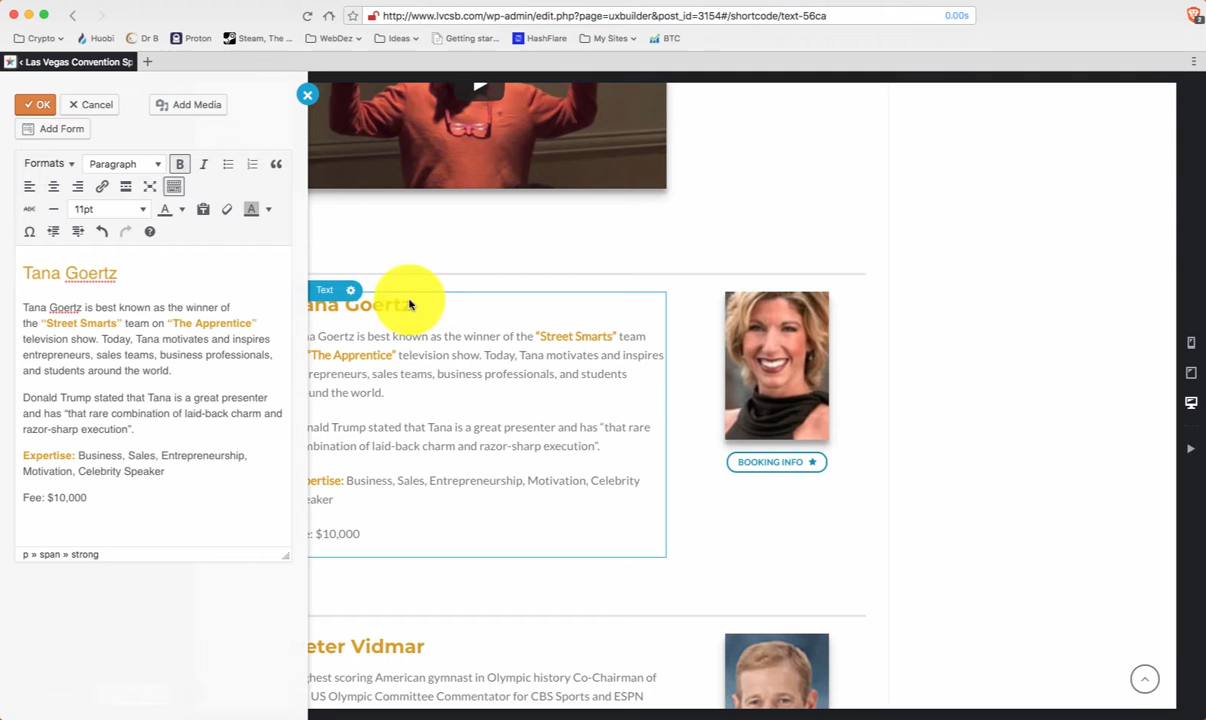 http://www.lvcsb.com/wp-admin/edit.php?page=uxbuilder&post_id=3154#/shortcode/text-56ca
0.00s
2
Crypto
Huobi
Dr B
Proton
Steam, The ...
WebDez
Ideas
Getting star...
HashFlare
My Sites
BTC
‹ Las Vegas Convention Sp
OK
Cancel
Add Media
Add Form
Formats
Paragraph
B
I
ABC
11pt
A
A
Ω
Tana Goertz
Tana Goertz is best known as the winner of
the “Street Smarts” team on “The Apprentice”
television show. Today, Tana motivates and inspires
entrepreneurs, sales teams, business professionals,
and students around the world.
Donald Trump stated that Tana is a great presenter
and has “that rare combination of laid-back charm and
razor-sharp execution”.
Expertise: Business, Sales, Entrepreneurship,
Motivation, Celebrity Speaker
Fee: $10,000
p » span » strong
Text
ana Goertz
a Goertz is best known as the winner of the “Street Smarts” team
“The Apprentice” television show. Today, Tana motivates and inspires
repreneurs, sales teams, business professionals, and students
und the world.
nald Trump stated that Tana is a great presenter and has “that rare
mbination of laid-back charm and razor-sharp execution”.
pertise: Business, Sales, Entrepreneurship, Motivation, Celebrity
eaker
e: $10,000
BOOKING INFO
eter Vidmar
ghest scoring American gymnast in Olympic history Co-Chairman of
US Olympic Committee Commentator for CBS Sports and ESPN